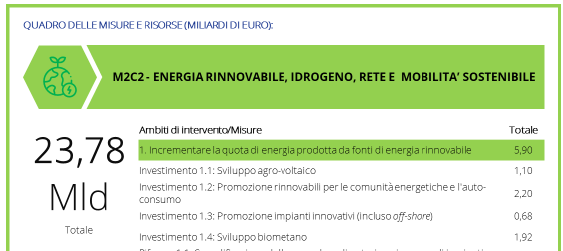 QUADRO DELLE MISURE E RISORSE (MILIARDI DI EURO):
M2C2 - ENERGIA RINNOVABILE, IDROGENO, RETE E MOBILITA’ SOSTENIBILE
23,78
Mld
Totale
Ambiti di intervento/Misure Totale
1. Incrementare la quota di energia prodotta da fonti di energia rinnovabile 5,90
Investimento 1.1: Sviluppo agro-voltaico 1,10
Investimento 1.2: Promozione rinnovabili per le comunità energetiche e l'auto-
consumo 2,20
Investimento 1.3: Promozione impianti innovativi (incluso off-shore) 0,68
Investimento 1.4: Sviluppo biometano 1,92